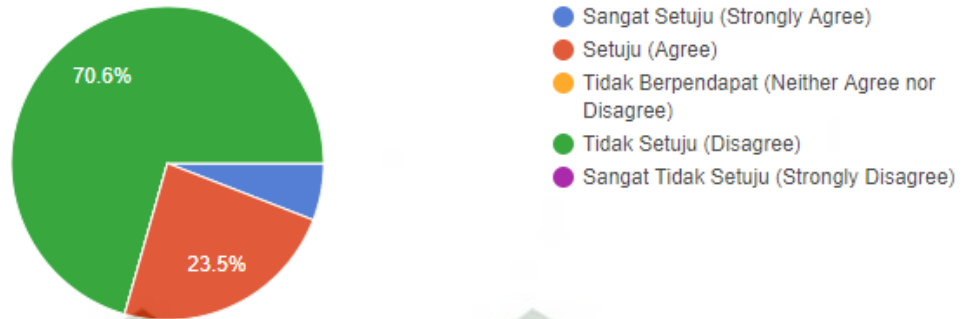 70.6%
23.5%
Sangat Setuju (Strongly Agree)
Setuju (Agree)
Tidak Berpendapat (Neither Agree nor
Disagree)
Tidak Setuju (Disagree)
Sangat Tidak Setuju (Strongly Disagree)